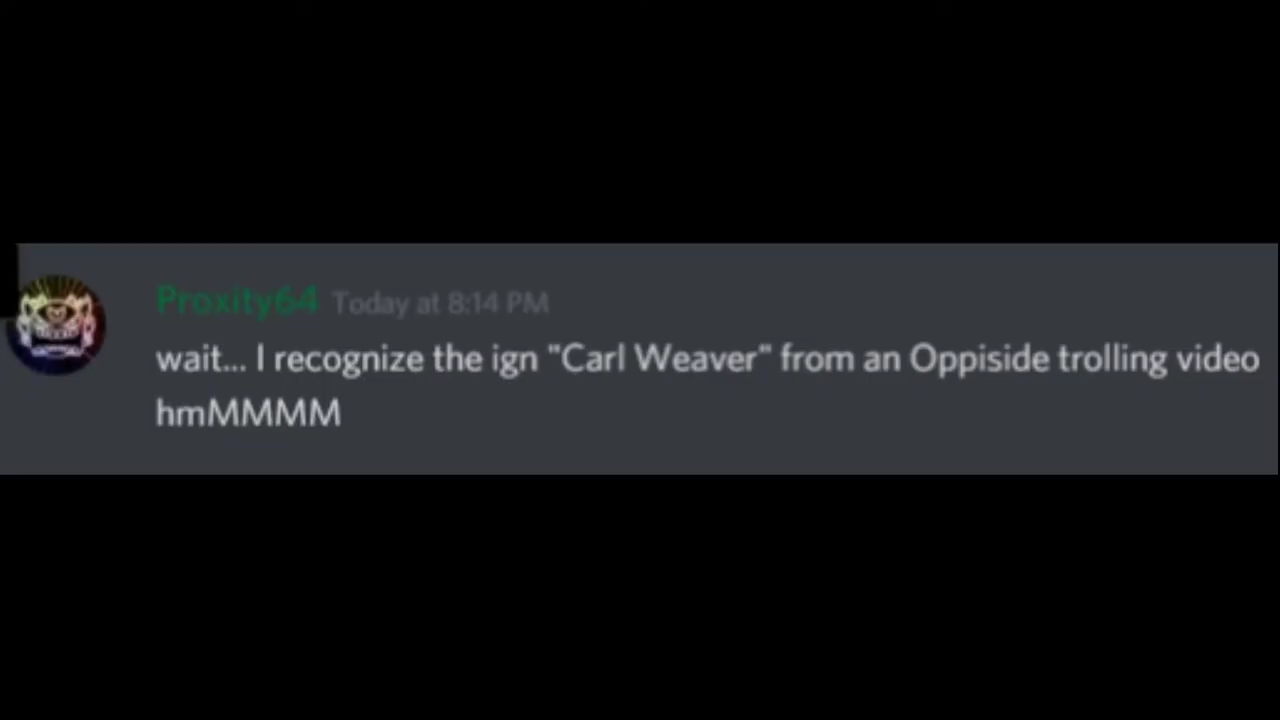 Proxity64 Today at 8:14 PM
wait... I recognize the ign "Carl Weaver" from an Oppiside trolling video
hmMMMM